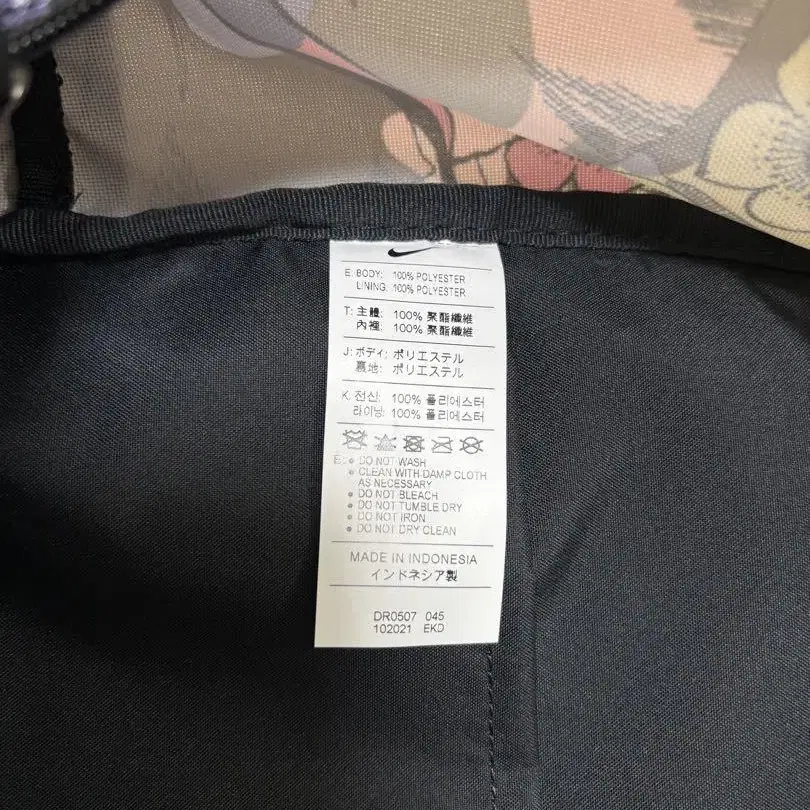 E: BODY: 100% POLYESTER
LINING: 100% POLYESTER
T: 主體: 100% 聚酯纖維
內裡: 100% 聚酯纖維
J: ボディ: ポリエステル
裏地: ポリエステル
K: 전신: 100% 폴리에스터
라이닝: 100% 폴리에스터
E: • DO NOT WASH
• CLEAN WITH DAMP CLOTH
AS NECESSARY
• DO NOT BLEACH
• DO NOT TUMBLE DRY
• DO NOT IRON
• DO NOT DRY CLEAN
MADE IN INDONESIA
インドネシア製
DR0507 045
102021 EKD